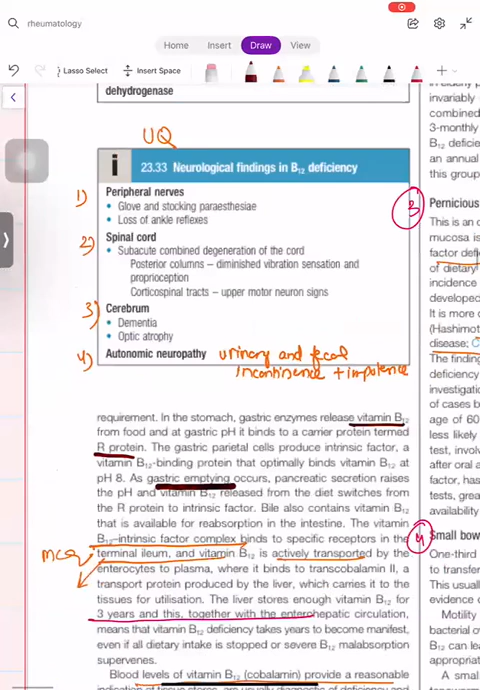 rheumatology
Home
Insert
Draw
View
Lasso Select
Insert Space
dehydrogenase
UQ
i
23.33 Neurological findings in B12 deficiency
1)
Peripheral nerves
• Glove and stocking paraesthesiae
• Loss of ankle reflexes
2)
Spinal cord
• Subacute combined degeneration of the cord
Posterior columns – diminished vibration sensation and
proprioception
Corticospinal tracts – upper motor neuron signs
3)
Cerebrum
• Dementia
• Optic atrophy
4)
Autonomic neuropathy
urinary and fecal
incontinence + impotence
requirement. In the stomach, gastric enzymes release vitamin B12
from food and at gastric pH it binds to a carrier protein termed
R protein. The gastric parietal cells produce intrinsic factor, a
vitamin B12-binding protein that optimally binds vitamin B12 at
pH 8. As gastric emptying occurs, pancreatic secretion raises
the pH and vitamin B12 released from the diet switches from
the R protein to intrinsic factor. Bile also contains vitamin B12
that is available for reabsorption in the intestine. The vitamin
B12–intrinsic factor complex binds to specific receptors in the
mcq
terminal ileum, and vitamin B12 is actively transported by the
enterocytes to plasma, where it binds to transcobalamin II, a
transport protein produced by the liver, which carries it to the
tissues for utilisation. The liver stores enough vitamin B12 for
3 years and this, together with the enterohepatic circulation,
means that vitamin B12 deficiency takes years to become manifest,
even if all dietary intake is stopped or severe B12 malabsorption
supervenes.
Blood levels of vitamin B12 (cobalamin) provide a reasonable
invariably
combined
3-monthly
B12 deficie
an annual
this group
3
Pernicious
This is an
mucosa is
factor defi
of dietary
incidence
developed
It is more c
(Hashimot
disease;
The finding
deficiency
investigation
of cases b
age of 60
less likely
test, involv
after oral a
factor, has
tests, great
availability
4
Small bow
One-third
to transfer
This usuall
evidence o
Motility
bacterial ov
B12 can lea
appropriat
A small